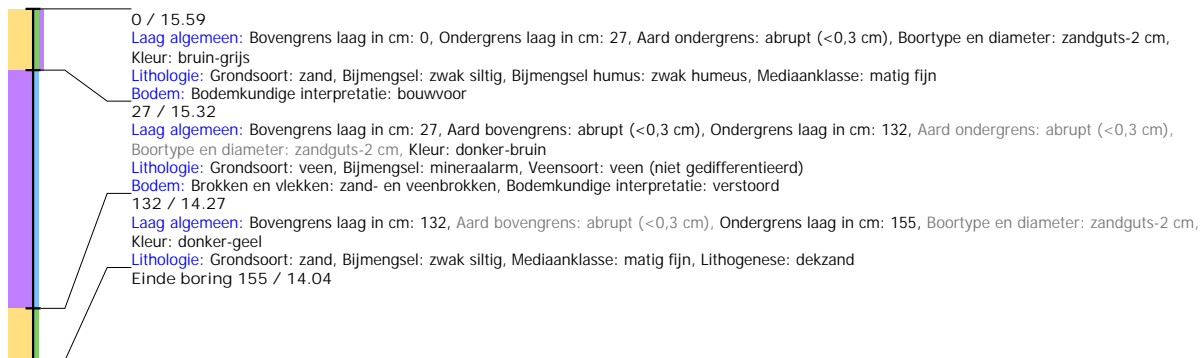 0 / 15.59
Laag algemeen: Bovengrens laag in cm: 0, Ondergrens laag in cm: 27, Aard ondergrens: abrupt (<0,3 cm), Boortype en diameter: zandguts-2 cm,
Kleur: bruin-grijs
Lithologie: Grondsoort: zand, Bijmengsel: zwak siltig, Bijmengsel humus: zwak humeus, Mediaanklasse: matig fijn
Bodem: Bodemkundige interpretatie: bouwvoor
27 / 15.32
Laag algemeen: Bovengrens laag in cm: 27, Aard bovengrens: abrupt (<0,3 cm), Ondergrens laag in cm: 132, Aard ondergrens: abrupt (<0,3 cm),
Boortype en diameter: zandguts-2 cm, Kleur: donker-bruin
Lithologie: Grondsoort: veen, Bijmengsel: mineraalarm, Veensoort: veen (niet gedifferentieerd)
Bodem: Brokken en vlekken: zand- en veenbrokken, Bodemkundige interpretatie: verstoord
132 / 14.27
Laag algemeen: Bovengrens laag in cm: 132, Aard bovengrens: abrupt (<0,3 cm), Ondergrens laag in cm: 155, Boortype en diameter: zandguts-2 cm,
Kleur: donker-geel
Lithologie: Grondsoort: zand, Bijmengsel: zwak siltig, Mediaanklasse: matig fijn, Lithogenese: dekzand
Einde boring 155 / 14.04